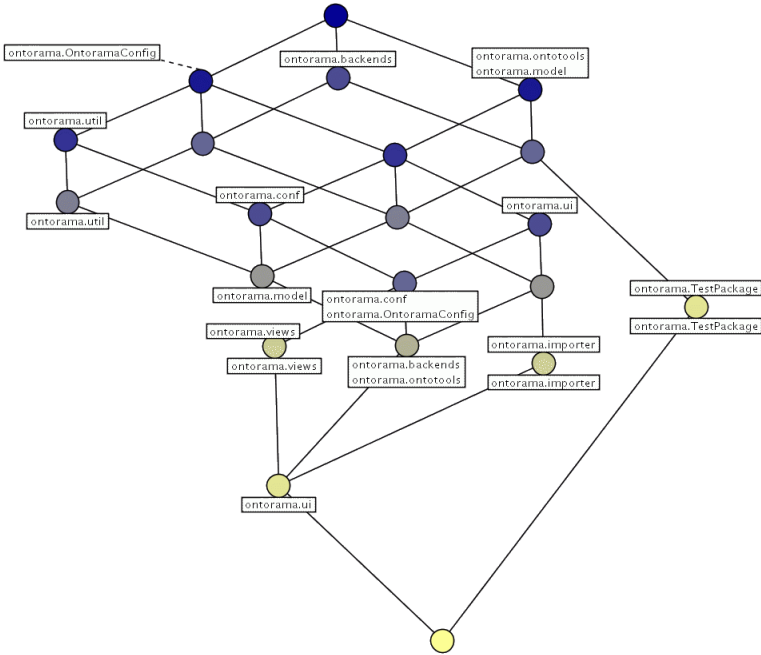 ontorama.OntoramaConfig
ontorama.backends
ontorama.ontotools
ontorama.model
ontorama.util
ontorama.conf
ontorama.ui
ontorama.util
ontorama.model
ontorama.TestPackage
ontorama.conf
ontorama.OntoramaConfig
ontorama.TestPackage
ontorama.views
ontorama.importer
ontorama.views
ontorama.backends
ontorama.ontotools
ontorama.importer
ontorama.ui